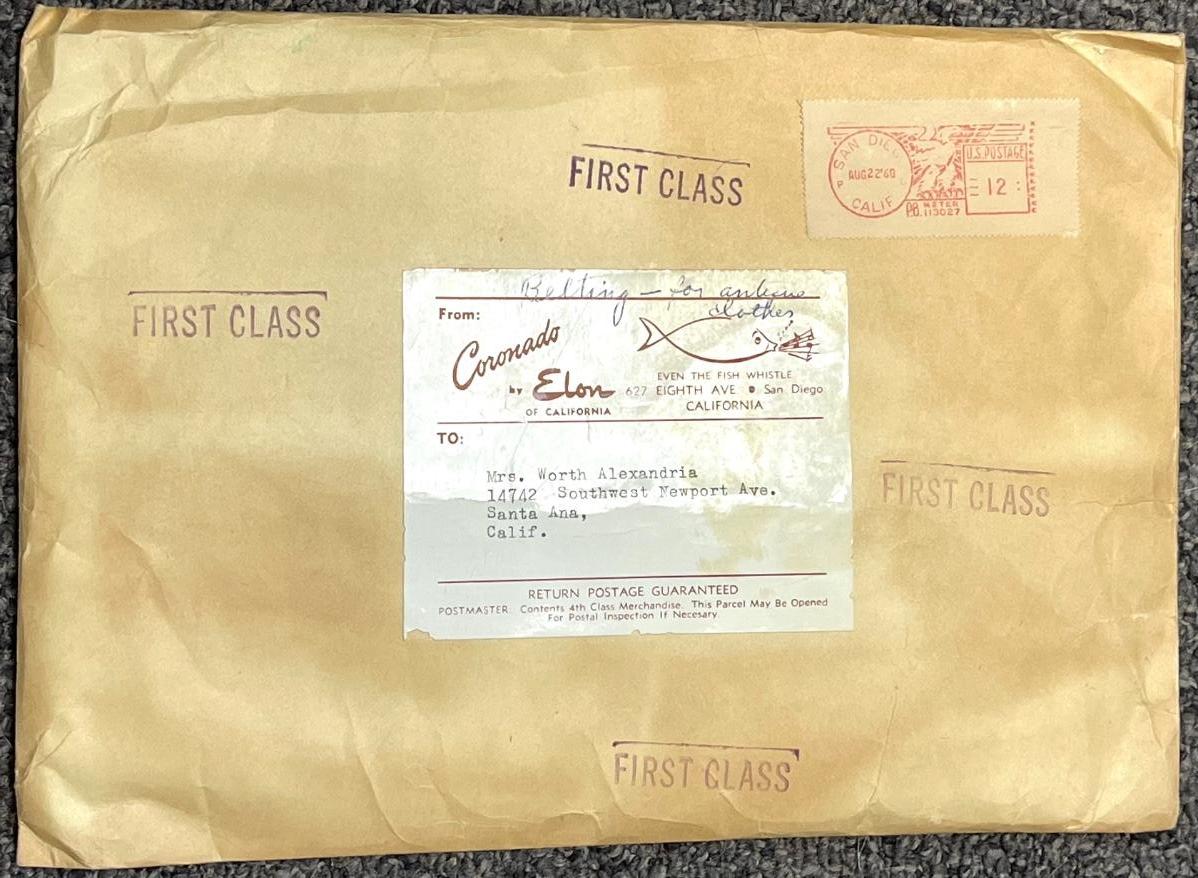 FIRST CLASS
SAN DIEGO
AUG 22 '60
CALIF
U.S. POSTAGE
12
P.B. METER
113027
FIRST CLASS
Belting – for antique
clothes
From:
Coronado
by Elon
OF CALIFORNIA
EVEN THE FISH WHISTLE
627 EIGHTH AVE • San Diego
CALIFORNIA
TO:
Mrs. Worth Alexandria
14742 Southwest Newport Ave.
Santa Ana,
Calif.
FIRST CLASS
RETURN POSTAGE GUARANTEED
POSTMASTER: Contents 4th Class Merchandise. This Parcel May Be Opened
For Postal Inspection If Necesary.
FIRST CLASS